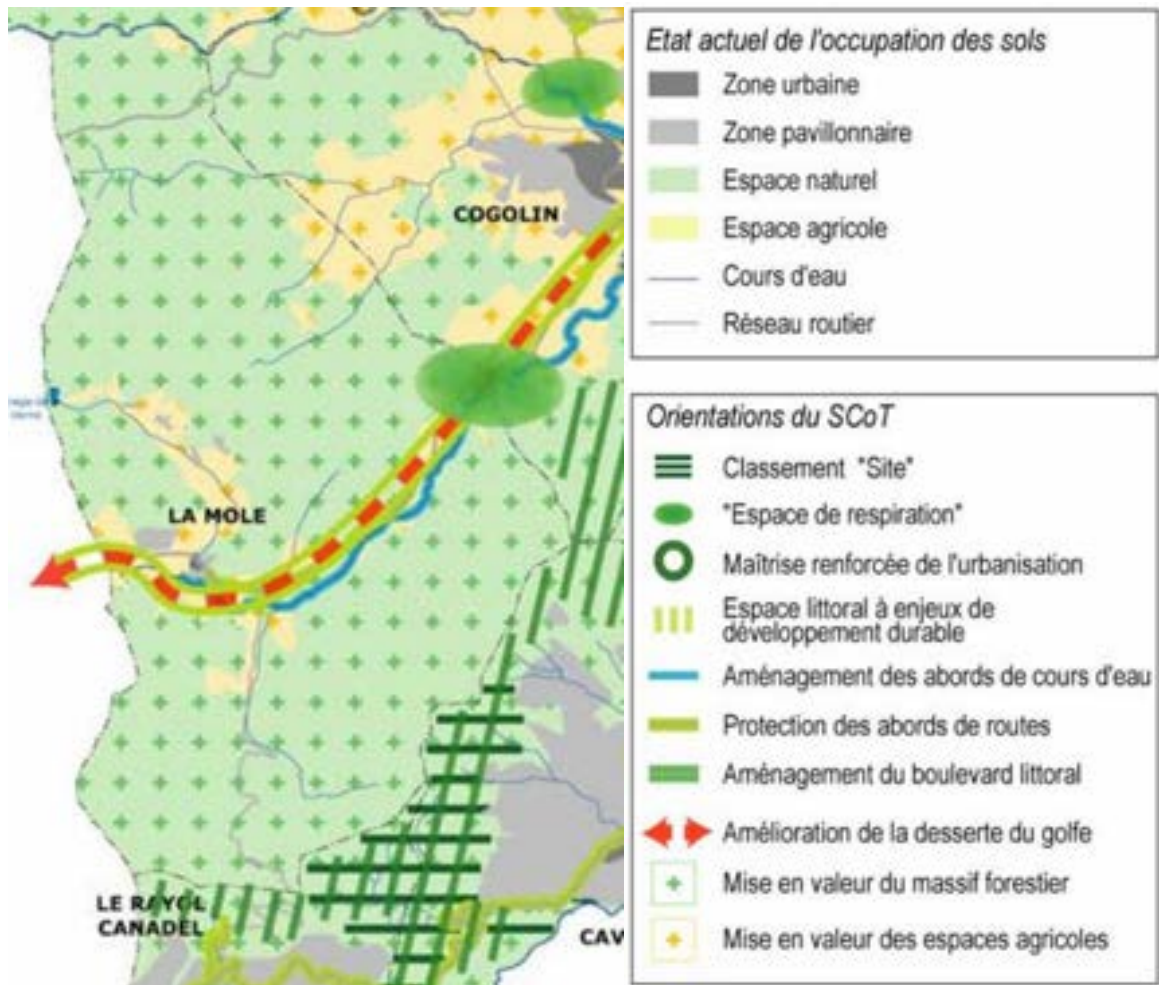 COGOLIN
LA MOLE
LE RAYOL
CANADEL
CAV
Etat actuel de l'occupation des sols
Zone urbaine
Zone pavillonnaire
Espace naturel
Espace agricole
Cours d'eau
Réseau routier
Orientations du SCoT
Classement "Site"
"Espace de respiration"
Maîtrise renforcée de l'urbanisation
Espace littoral à enjeux de
développement durable
Aménagement des abords de cours d'eau
Protection des abords de routes
Aménagement du boulevard littoral
Amélioration de la desserte du golfe
Mise en valeur du massif forestier
Mise en valeur des espaces agricoles